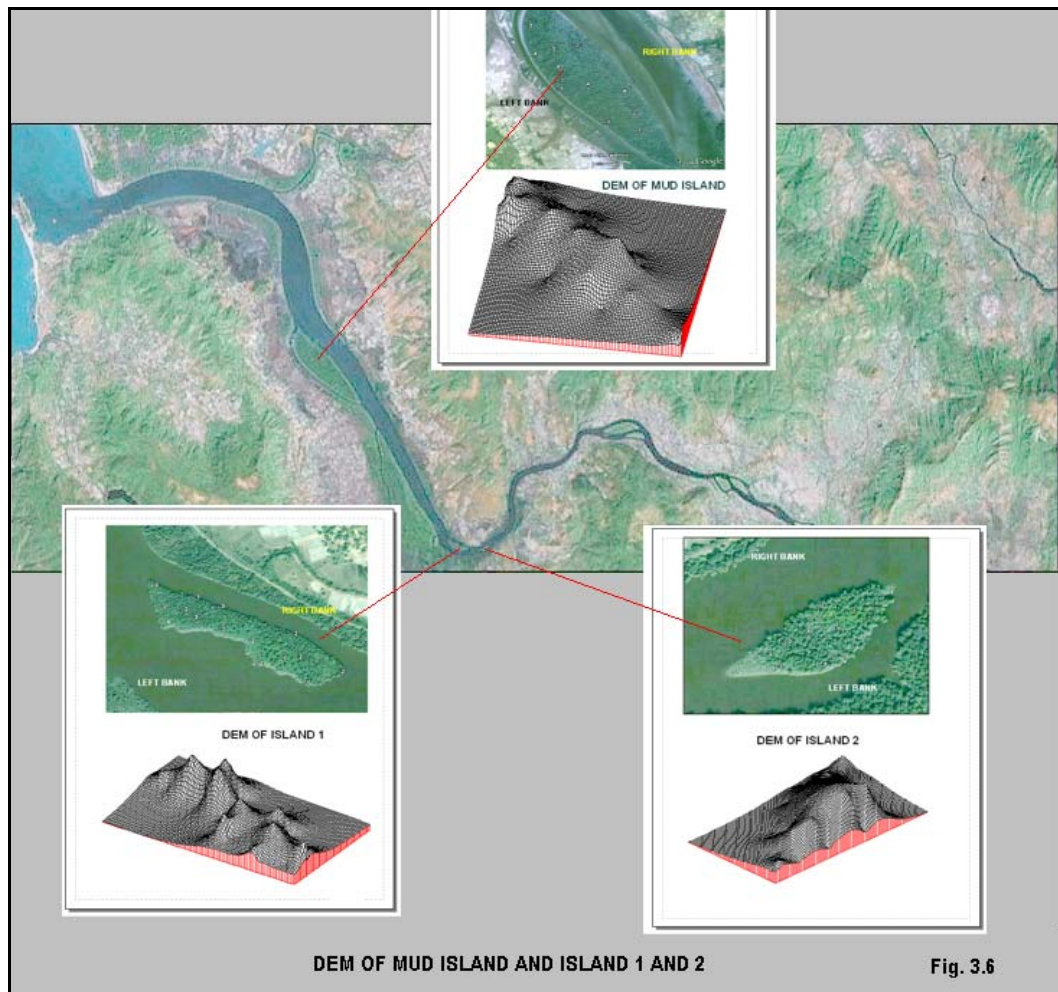 RIGHT BANK
LEFT BANK
Google
DEM OF MUD ISLAND
RIGHT BANK
LEFT BANK
DEM OF ISLAND 1
RIGHT BANK
LEFT BANK
DEM OF ISLAND 2
DEM OF MUD ISLAND AND ISLAND 1 AND 2
Fig. 3.6